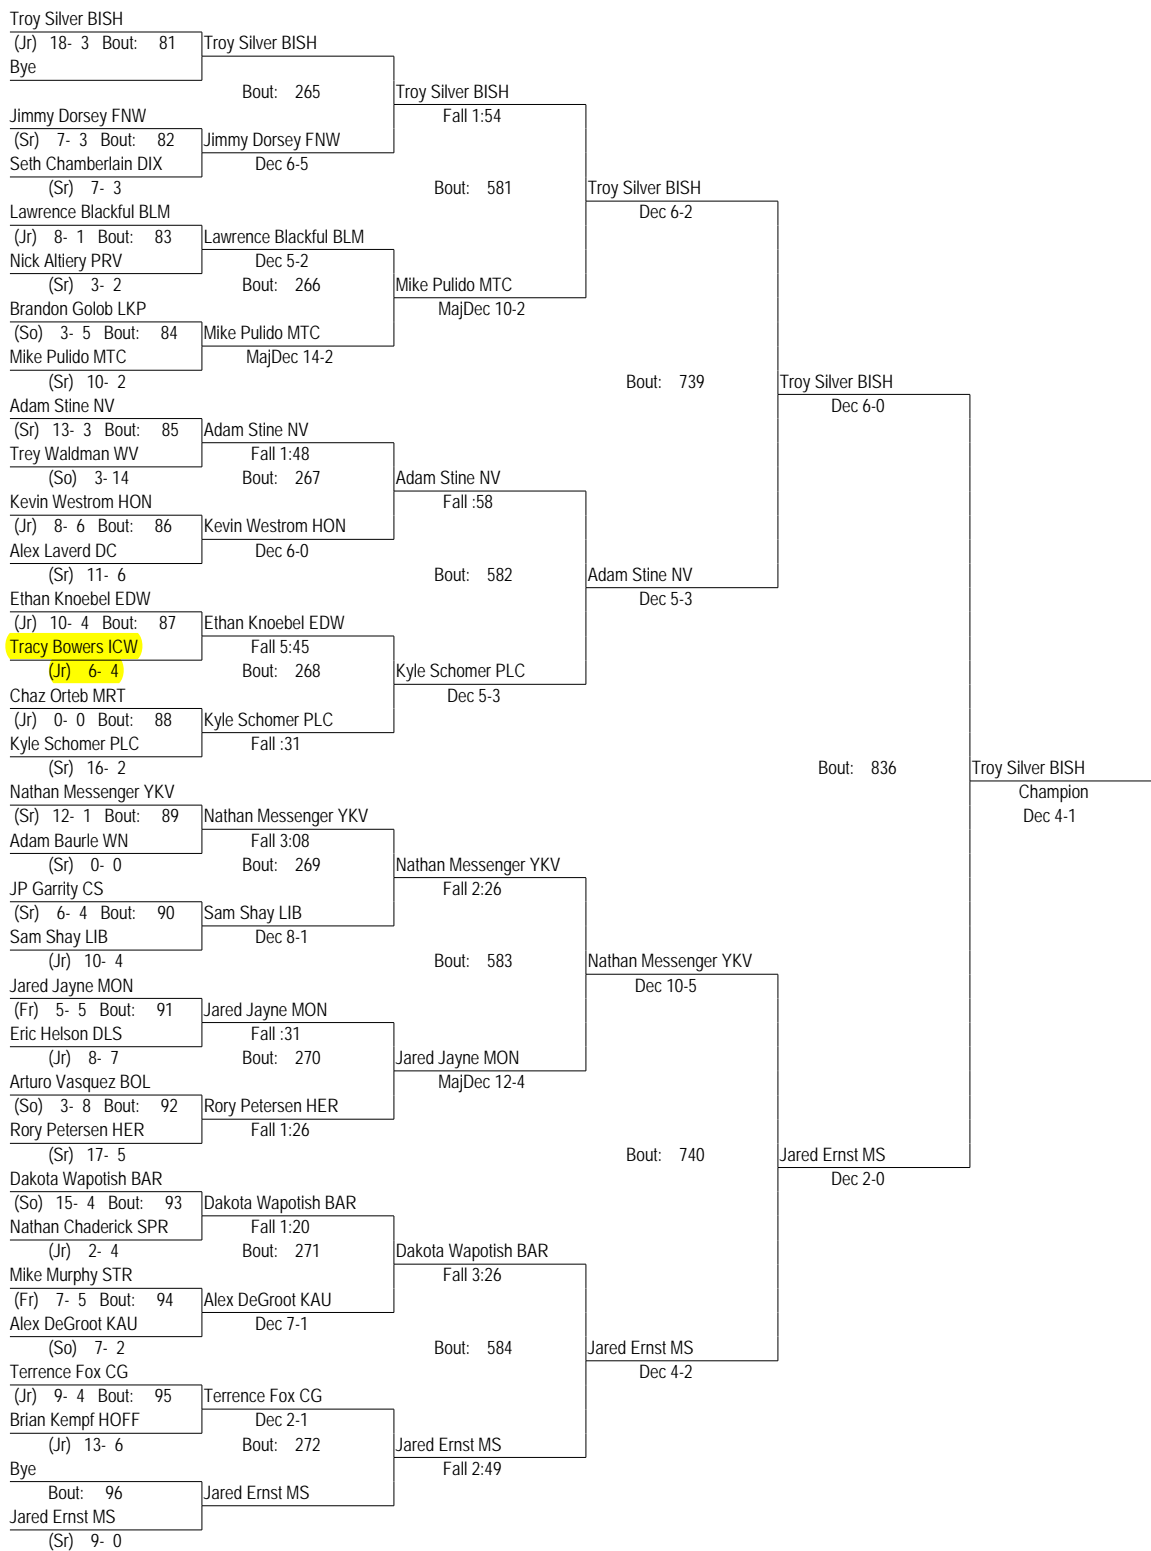 Troy Silver BISH
(Jr) 18- 3 Bout: 81 Troy Silver BISH
Bye
Bout: 265 Troy Silver BISH
Jimmy Dorsey FNW Fall 1:54
(Sr) 7- 3 Bout: 82 Jimmy Dorsey FNW
Seth Chamberlain DIX Dec 6-5
(Sr) 7- 3 Bout: 581 Troy Silver BISH
Lawrence Blackful BLM Dec 6-2
(Jr) 8- 1 Bout: 83 Lawrence Blackful BLM
Nick Altiery PRV Dec 5-2
(Sr) 3- 2 Bout: 266 Mike Pulido MTC
Brandon Golob LKP MajDec 10-2
(So) 3- 5 Bout: 84 Mike Pulido MTC
Mike Pulido MTC MajDec 14-2
(Sr) 10- 2 Bout: 739 Troy Silver BISH
Adam Stine NV Dec 6-0
(Sr) 13- 3 Bout: 85 Adam Stine NV
Trey Waldman WV Fall 1:48
(So) 3- 14 Bout: 267 Adam Stine NV
Kevin Westrom HON Fall :58
(Jr) 8- 6 Bout: 86 Kevin Westrom HON
Alex Laverd DC Dec 6-0
(Sr) 11- 6 Bout: 582 Adam Stine NV
Ethan Knoebel EDW Dec 5-3
(Jr) 10- 4 Bout: 87 Ethan Knoebel EDW
Tracy Bowers ICW Fall 5:45
(Jr) 6- 4 Bout: 268 Kyle Schomer PLC
Chaz Orteb MRT Dec 5-3
(Jr) 0- 0 Bout: 88 Kyle Schomer PLC
Kyle Schomer PLC Fall :31
(Sr) 16- 2 Bout: 836 Troy Silver BISH
Nathan Messenger YKV Champion
(Sr) 12- 1 Bout: 89 Nathan Messenger YKV Dec 4-1
Adam Baurle WN Fall 3:08
(Sr) 0- 0 Bout: 269 Nathan Messenger YKV
JP Garrity CS Fall 2:26
(Sr) 6- 4 Bout: 90 Sam Shay LIB
Sam Shay LIB Dec 8-1
(Jr) 10- 4 Bout: 583 Nathan Messenger YKV
Jared Jayne MON Dec 10-5
(Fr) 5- 5 Bout: 91 Jared Jayne MON
Eric Helson DLS Fall :31
(Jr) 8- 7 Bout: 270 Jared Jayne MON
Arturo Vasquez BOL MajDec 12-4
(So) 3- 8 Bout: 92 Rory Petersen HER
Rory Petersen HER Fall 1:26
(Sr) 17- 5 Bout: 740 Jared Ernst MS
Dakota Wapotish BAR Dec 2-0
(So) 15- 4 Bout: 93 Dakota Wapotish BAR
Nathan Chaderick SPR Fall 1:20
(Jr) 2- 4 Bout: 271 Dakota Wapotish BAR
Mike Murphy STR Fall 3:26
(Fr) 7- 5 Bout: 94 Alex DeGroot KAU
Alex DeGroot KAU Dec 7-1
(So) 7- 2 Bout: 584 Jared Ernst MS
Terrence Fox CG Dec 4-2
(Jr) 9- 4 Bout: 95 Terrence Fox CG
Brian Kempf HOFF Dec 2-1
(Jr) 13- 6 Bout: 272 Jared Ernst MS
Bye Fall 2:49
Bout: 96 Jared Ernst MS
Jared Ernst MS
(Sr) 9- 0